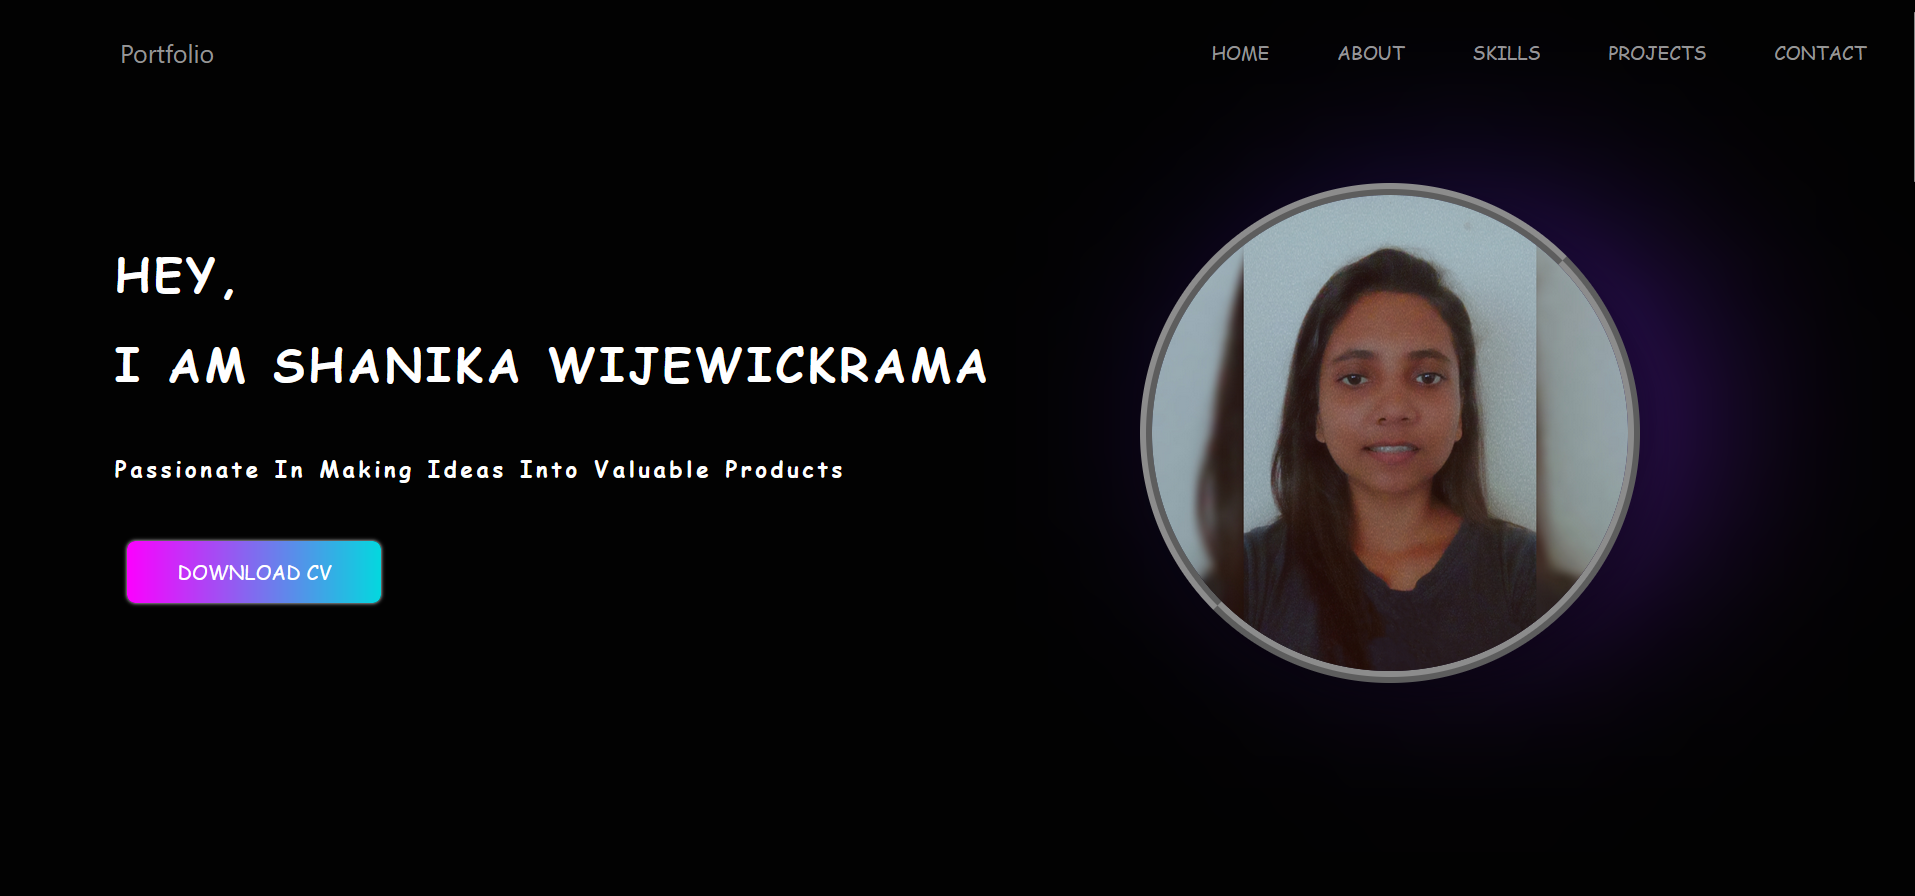 Portfolio
HOME ABOUT SKILLS PROJECTS CONTACT
HEY,
I AM SHANIKA WIJEWICKRAMA
Passionate In Making Ideas Into Valuable Products
DOWNLOAD CV